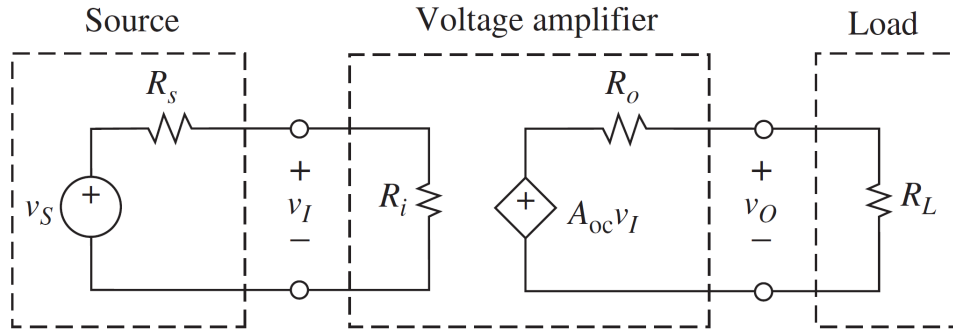 Source
Voltage amplifier
Load
R_s
R_o
+
+
v_S
+
v_I
−
R_i
+
A_oc v_I
v_O
−
R_L